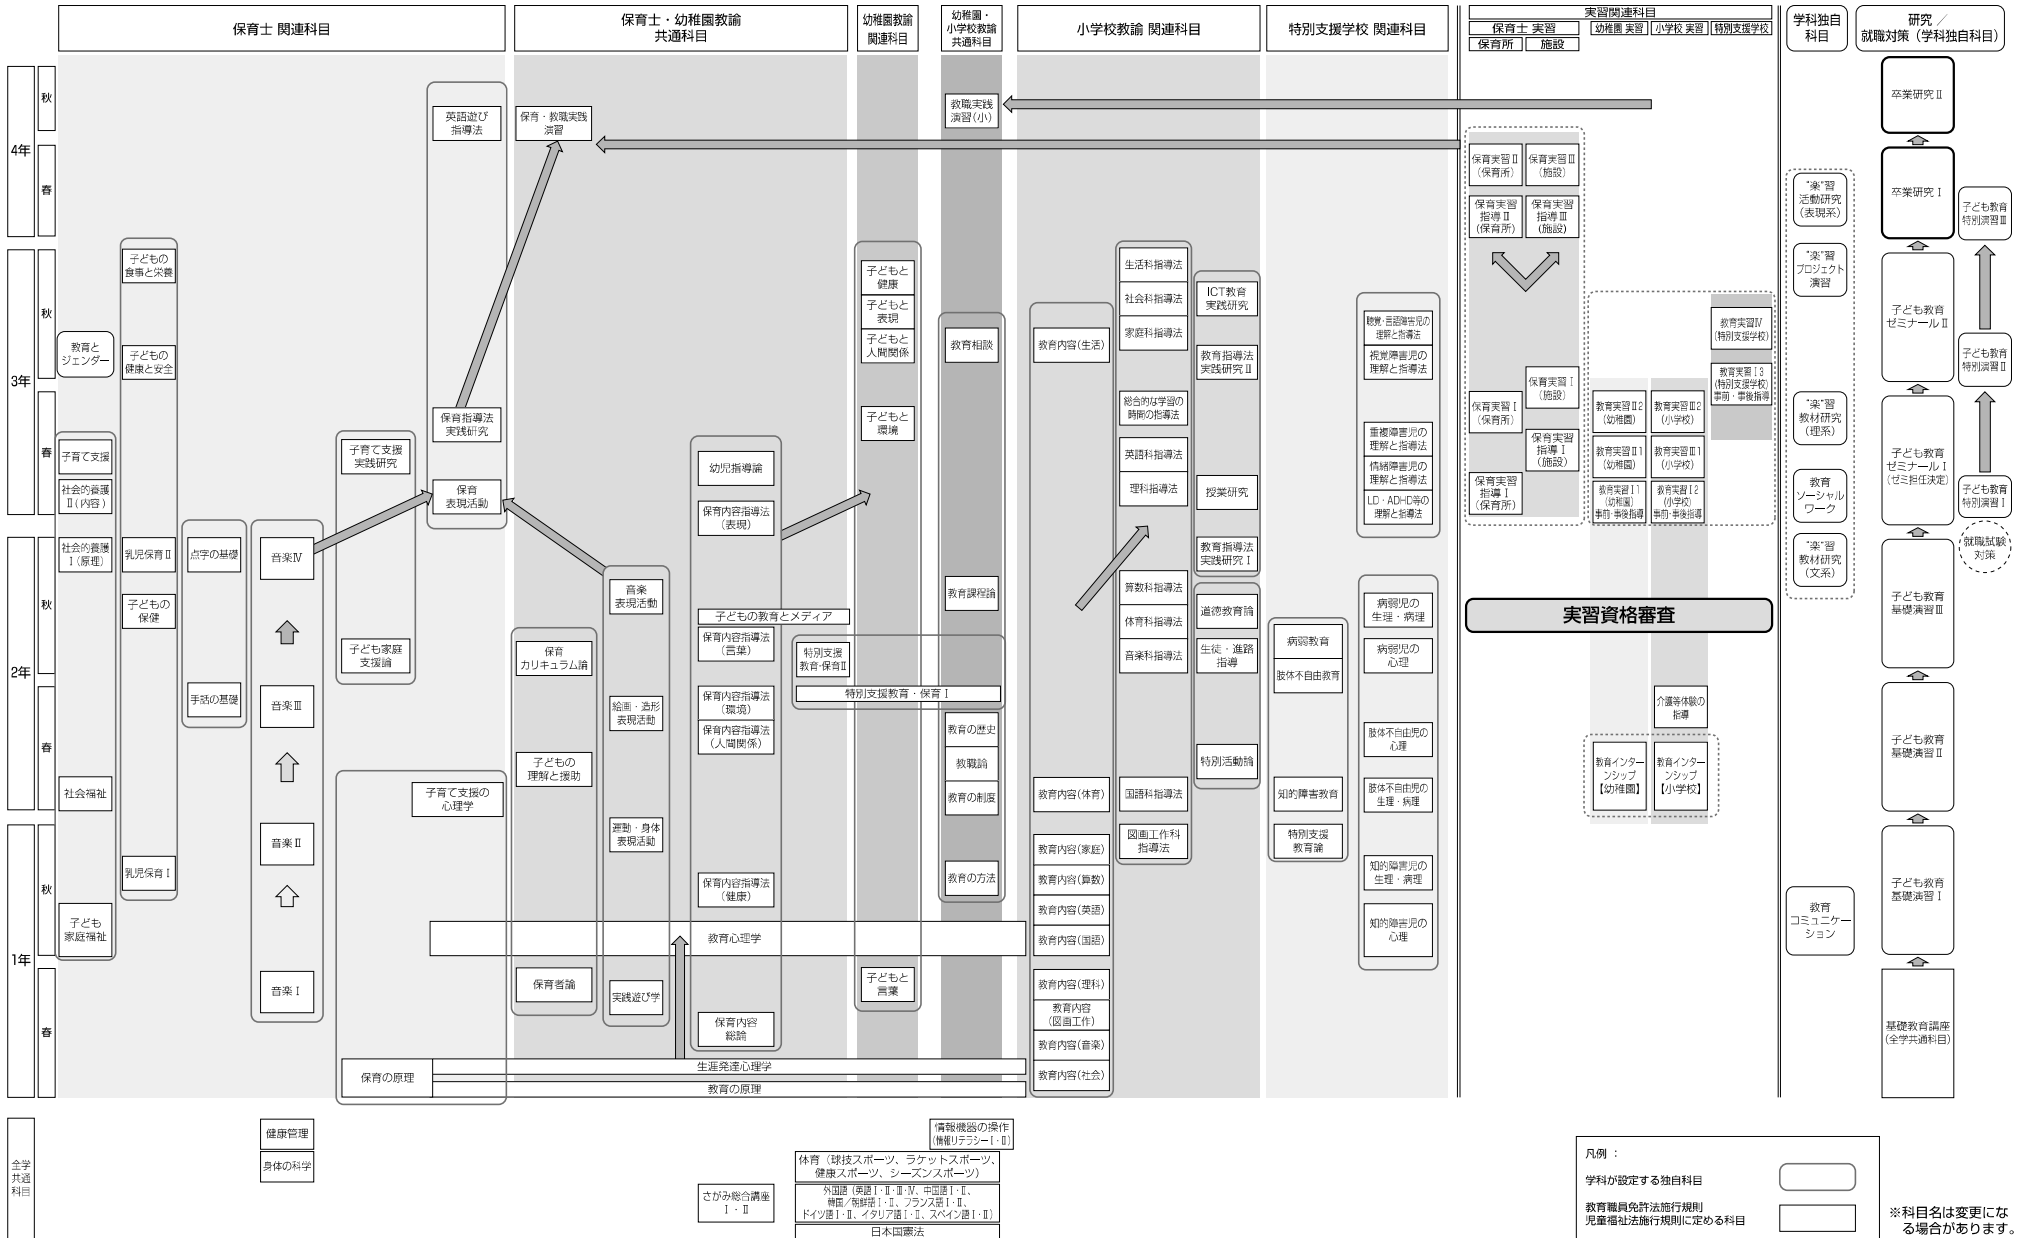 保育士 関連科目
保育士・幼稚園教諭
共通科目
幼稚園教諭
関連科目
幼稚園・
小学校教諭
共通科目
小学校教諭 関連科目
特別支援学校 関連科目
実習関連科目
保育士 実習
幼稚園 実習
小学校 実習
特別支援学校
保育所
施設
学科独自
科目
研究 ／
就職対策（学科独自科目）
4年
秋
春
3年
秋
春
2年
秋
春
1年
秋
春
全学
共通
科目
教育と
ジェンダー
子育て支援
社会的養護
Ⅱ（内容）
社会的養護
Ⅰ（原理）
社会福祉
子ども
家庭福祉
子どもの
食事と栄養
子どもの
健康と安全
乳児保育Ⅱ
子どもの
保健
乳児保育Ⅰ
点字の基礎
手話の基礎
音楽Ⅳ
音楽Ⅲ
音楽Ⅱ
音楽Ⅰ
子育て支援
実践研究
子ども家庭
支援論
英語遊び
指導法
保育指導法
実践研究
保育
表現活動
子育て支援の
心理学
保育の原理
保育・教職実践
演習
保育
カリキュラム論
子どもの
理解と援助
保育者論
音楽
表現活動
絵画・造形
表現活動
運動・身体
表現活動
実践遊び学
幼児指導論
保育内容指導法
（表現）
子どもの教育とメディア
保育内容指導法
（言葉）
保育内容指導法
（環境）
保育内容指導法
（人間関係）
保育内容指導法
（健康）
保育内容
総論
特別支援
教育・保育Ⅱ
特別支援教育・保育Ⅰ
教育心理学
生涯発達心理学
教育の原理
子どもと
健康
子どもと
表現
子どもと
人間関係
子どもと
環境
子どもと
言葉
教職実践
演習（小）
教育相談
教育課程論
教育の歴史
教職論
教育の制度
教育の方法
教育内容（生活）
教育内容（体育）
教育内容（家庭）
教育内容（算数）
教育内容（英語）
教育内容（国語）
教育内容（理科）
教育内容
（図画工作）
教育内容（音楽）
教育内容（社会）
生活科指導法
社会科指導法
家庭科指導法
総合的な学習の
時間の指導法
英語科指導法
理科指導法
算数科指導法
体育科指導法
音楽科指導法
国語科指導法
図画工作科
指導法
ICT教育
実践研究
教育指導法
実践研究Ⅱ
授業研究
教育指導法
実践研究Ⅰ
道徳教育論
生徒・進路
指導
特別活動論
病弱教育
肢体不自由教育
知的障害教育
特別支援
教育論
聴覚・言語障害児の
理解と指導法
視覚障害児の
理解と指導法
重複障害児の
理解と指導法
情緒障害児の
理解と指導法
LD・ADHD等の
理解と指導法
病弱児の
生理・病理
病弱児の
心理
肢体不自由児の
心理
肢体不自由児の
生理・病理
知的障害児の
生理・病理
知的障害児の
心理
保育実習Ⅱ
（保育所）
保育実習Ⅲ
（施設）
保育実習
指導Ⅱ
（保育所）
保育実習
指導Ⅲ
（施設）
保育実習Ⅰ
（保育所）
保育実習Ⅰ
（施設）
保育実習
指導Ⅰ
（施設）
保育実習
指導Ⅰ
（保育所）
教育実習Ⅳ
（特別支援学校）
教育実習Ⅰ3
（特別支援学校）
事前・事後指導
教育実習Ⅱ2
（幼稚園）
教育実習Ⅲ2
（小学校）
教育実習Ⅱ1
（幼稚園）
教育実習Ⅲ1
（小学校）
教育実習Ⅰ1
（幼稚園）
事前・事後指導
教育実習Ⅰ2
（小学校）
事前・事後指導
実習資格審査
介護等体験の
指導
教育インター
ンシップ
【幼稚園】
教育インター
ンシップ
【小学校】
“楽”習
活動研究
（表現系）
“楽”習
プロジェクト
演習
“楽”習
教材研究
（理系）
教育
ソーシャル
ワーク
“楽”習
教材研究
（文系）
教育
コミュニケー
ション
卒業研究Ⅱ
卒業研究Ⅰ
子ども教育
ゼミナールⅡ
子ども教育
ゼミナールⅠ
（ゼミ担任決定）
子ども教育
基礎演習Ⅲ
子ども教育
基礎演習Ⅱ
子ども教育
基礎演習Ⅰ
基礎教育講座
（全学共通科目）
子ども教育
特別演習Ⅲ
子ども教育
特別演習Ⅱ
子ども教育
特別演習Ⅰ
就職試験
対策
健康管理
身体の科学
さがみ総合講座
Ⅰ・Ⅱ
情報機器の操作
（情報リテラシーⅠ・Ⅱ）
体育（球技スポーツ、ラケットスポーツ、
健康スポーツ、シーズンスポーツ）
外国語（英語Ⅰ・Ⅱ・Ⅲ・Ⅳ、中国語Ⅰ・Ⅱ、
韓国／朝鮮語Ⅰ・Ⅱ、フランス語Ⅰ・Ⅱ、
ドイツ語Ⅰ・Ⅱ、イタリア語Ⅰ・Ⅱ、スペイン語Ⅰ・Ⅱ）
日本国憲法
凡例 ：
学科が設定する独自科目
教育職員免許法施行規則
児童福祉法施行規則に定める科目
※科目名は変更にな
る場合があります。